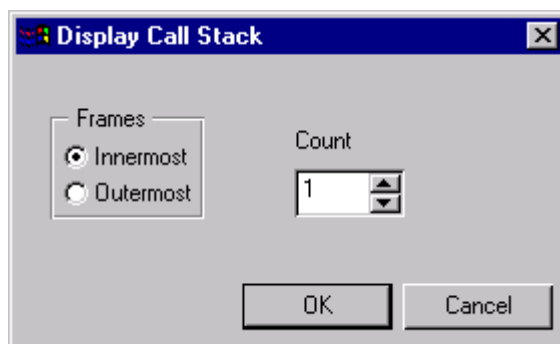 Display Call Stack
Frames
Innermost
Outermost
Count
1
OK
Cancel